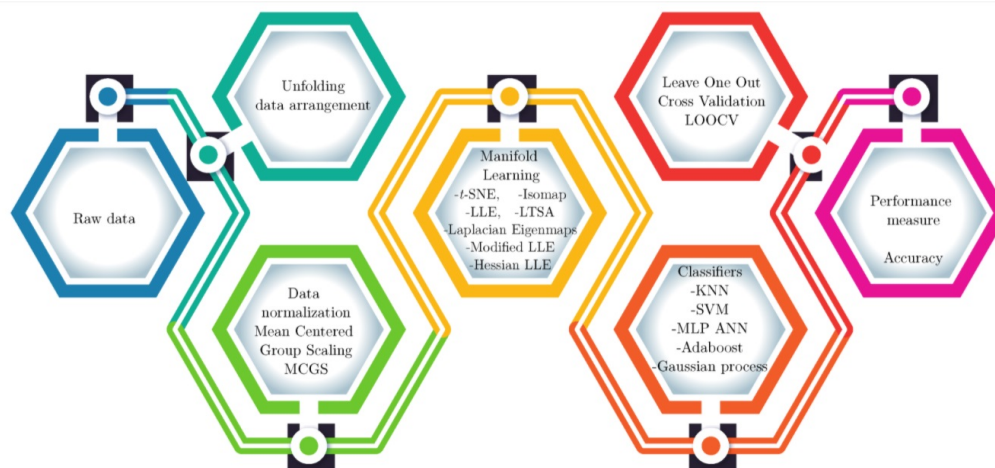 Raw data
Unfolding
data arrangement
Data
normalization
Mean Centered
Group Scaling
MCGS
Manifold
Learning
-t-SNE, -Isomap
-LLE, -LTSA
-Laplacian Eigenmaps
-Modified LLE
-Hessian LLE
Classifiers
-KNN
-SVM
-MLP ANN
-Adaboost
-Gaussian process
Leave One Out
Cross Validation
LOOCV
Performance
measure
Accuracy